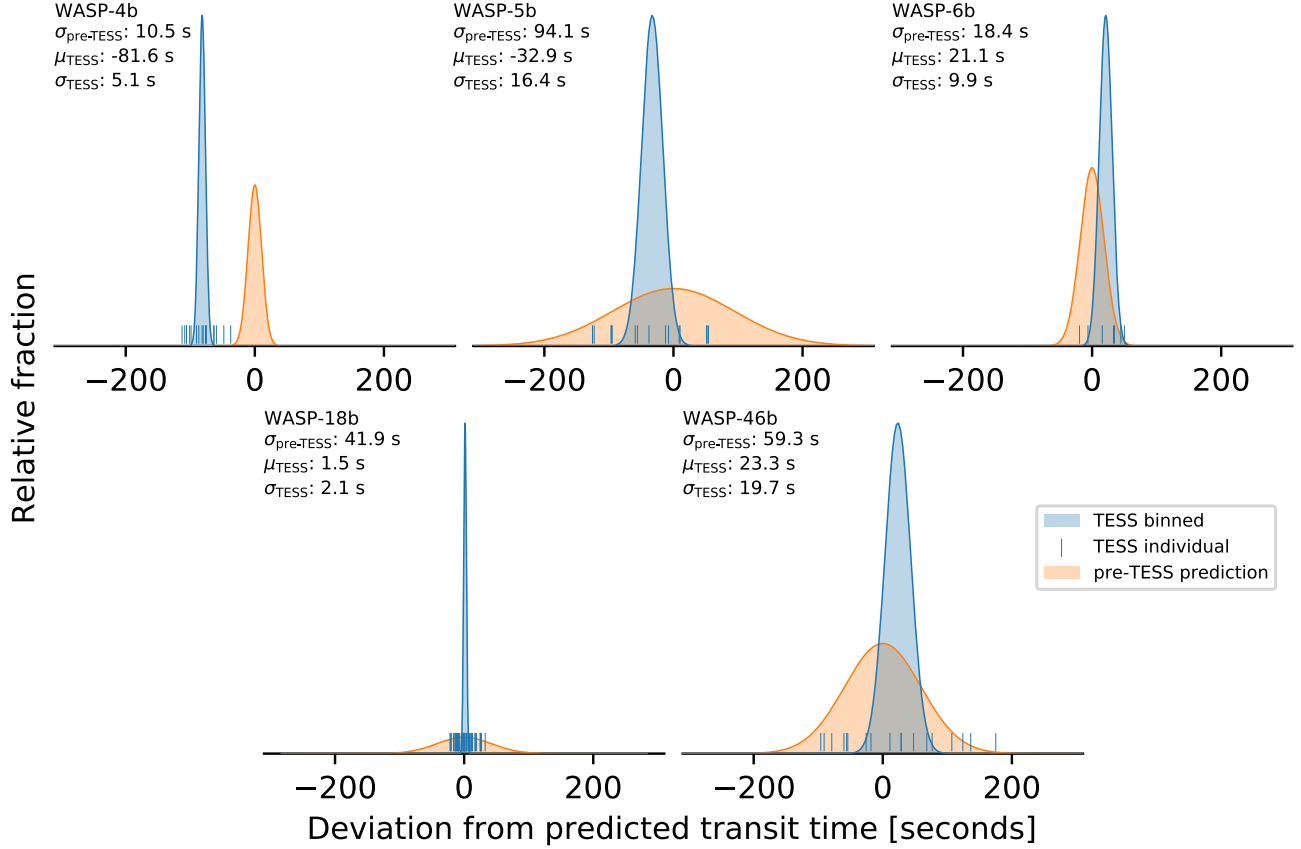 WASP-4b
σpre-TESS: 10.5 s
μTESS: -81.6 s
σTESS: 5.1 s
−200 0 200
WASP-5b
σpre-TESS: 94.1 s
μTESS: -32.9 s
σTESS: 16.4 s
−200 0 200
WASP-6b
σpre-TESS: 18.4 s
μTESS: 21.1 s
σTESS: 9.9 s
−200 0 200
Relative fraction
WASP-18b
σpre-TESS: 41.9 s
μTESS: 1.5 s
σTESS: 2.1 s
−200 0 200
WASP-46b
σpre-TESS: 59.3 s
μTESS: 23.3 s
σTESS: 19.7 s
−200 0 200
TESS binned
TESS individual
pre-TESS prediction
Deviation from predicted transit time [seconds]